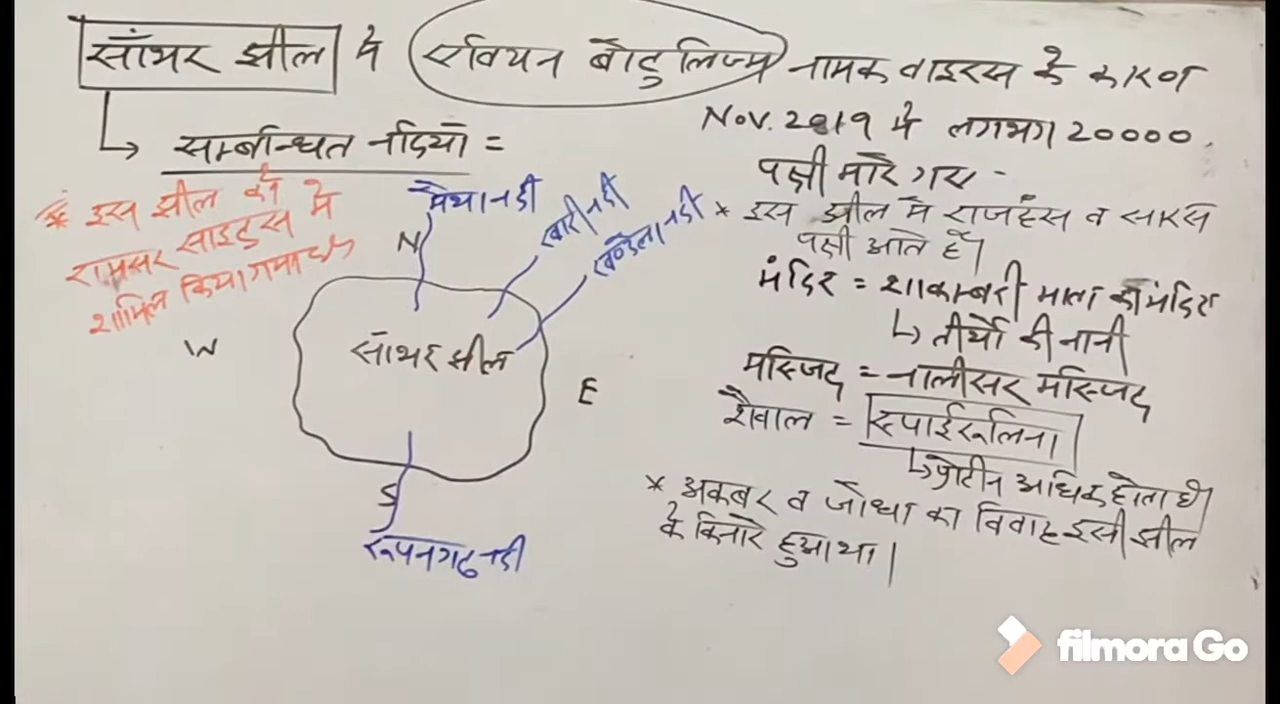 साँभर झील में एवियन बोटुलिज्म नामक वाइरस के कारण
Nov. 2019 में लगभग 20000.
पक्षी मारे गए -
सम्बन्धित नदियाँ =
* इस झील को
रामसर साइट्स में
शामिल किया गया है
मेंथा नदी
खारी नदी
खण्डेला नदी
N
W
E
S
साँभर झील
रूपनगढ़ नदी
* इस झील में राजहंस व सारस
पक्षी आते हैं।
मंदिर = शाकम्बरी माता का मंदिर
तीर्थो की नानी
मस्जिद = नालीसर मस्जिद
शैवाल = स्पाईरूलिना
प्रोटीन अधिक होता है।
* अकबर व जोधा का विवाह इसी झील
के किनारे हुआ था।
filmora Go